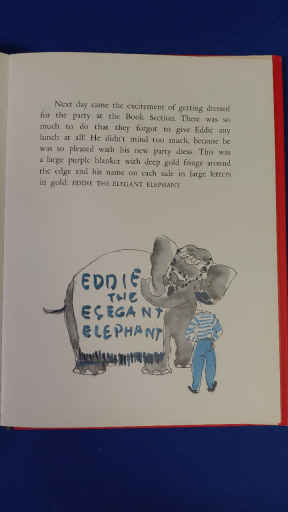 Next day came the excitement of getting dressed
for the party at the Book Section. There was so
much to do that they forgot to give Eddie any
lunch at all! He didn't mind too much, because he
was so pleased with his new party dress. This was
a large purple blanket with deep gold fringe around
the edge and his name on each side in large letters
in gold: EDDIE THE ELEGANT ELEPHANT.
EDDIE
THE
ELEGANT
ELEPHANT